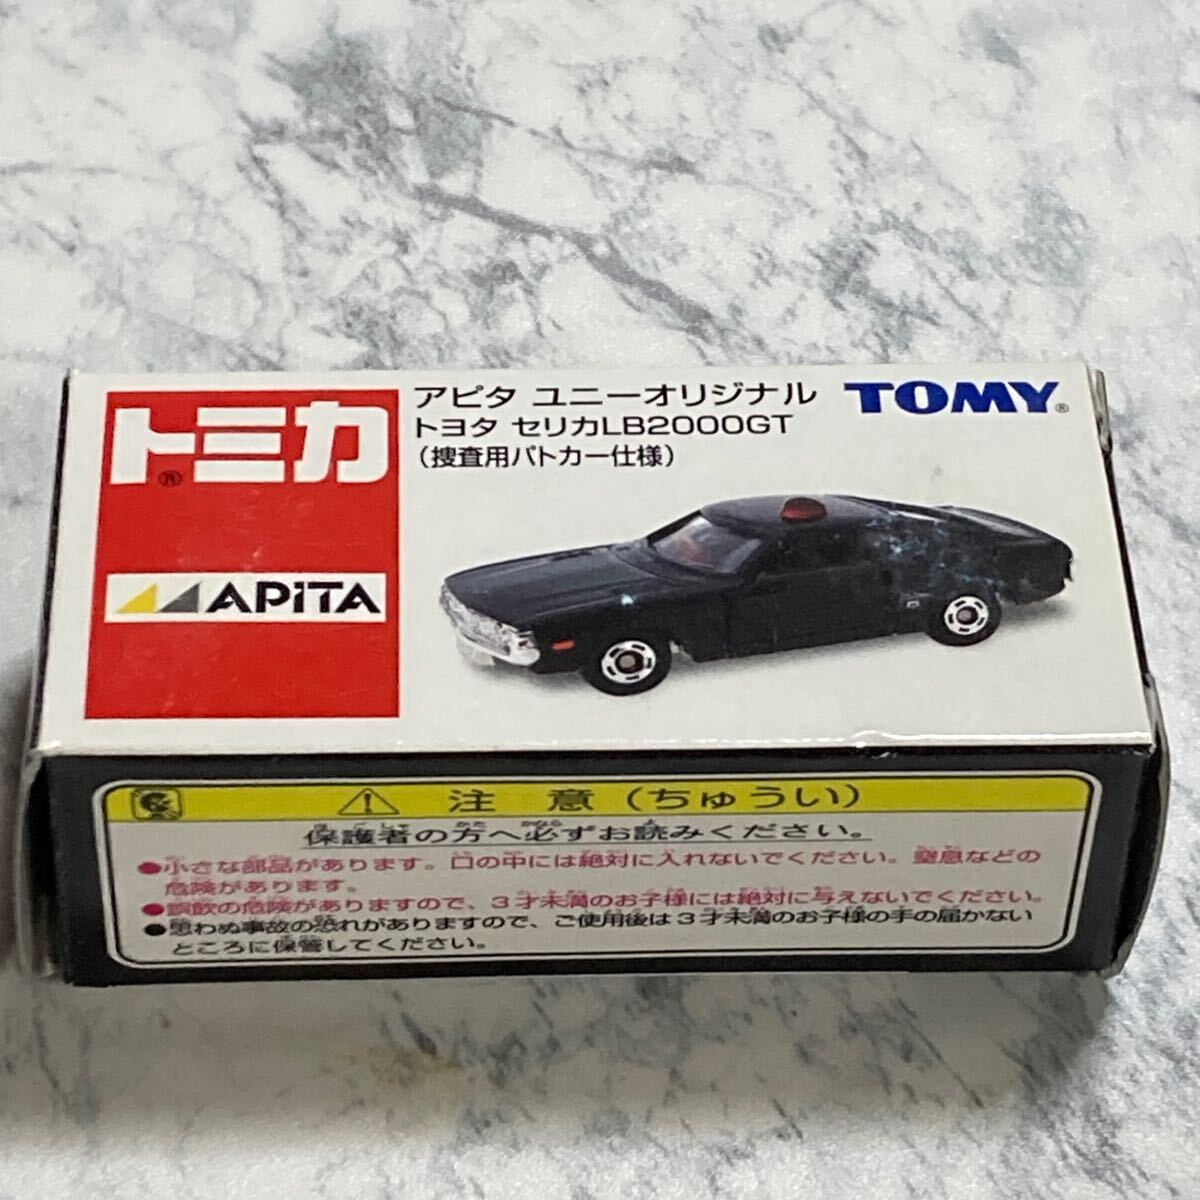 トミカ
®
APiTA
アピタ ユニーオリジナル
トヨタ セリカLB2000GT
(捜査用パトカー仕様)
TOMY®
注 意 (ちゅうい)
保護者の方へ必ずお読みください。
●小さな部品があります。口の中には絶対に入れないでください。窒息などの
危険があります。
●誤飲の危険がありますので、3才未満のお子様には絶対に与えないでください。
●思わぬ事故の恐れがありますので、ご使用後は3才未満のお子様の手の届かない
ところに保管してください。